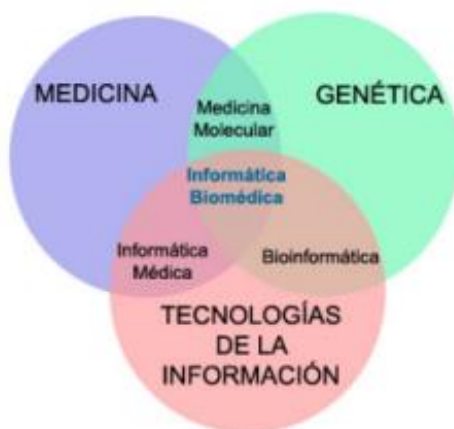 MEDICINA
GENÉTICA
Medicina
Molecular
Informática
Biomédica
Informática
Médica
Bioinformática
TECNOLOGÍAS
DE LA
INFORMACIÓN